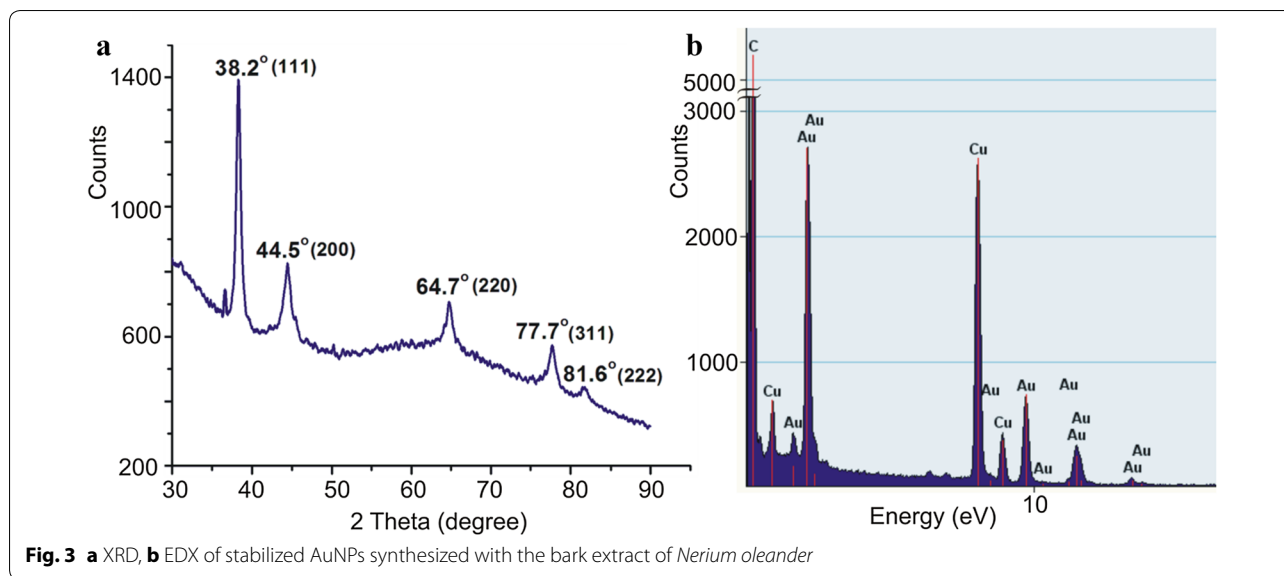 a
1400
1000
600
200
Counts
38.2° (111)
44.5° (200)
64.7° (220)
77.7° (311)
81.6° (222)
30 40 50 60 70 80 90
2 Theta (degree)
b
C
5000
3000
2000
1000
Counts
Au
Au
Cu
Cu
Au
Au
Cu
Au
Au
Au
Au
Au
Au
Au
10
Energy (eV)
Fig. 3 a XRD, b EDX of stabilized AuNPs synthesized with the bark extract of Nerium oleander